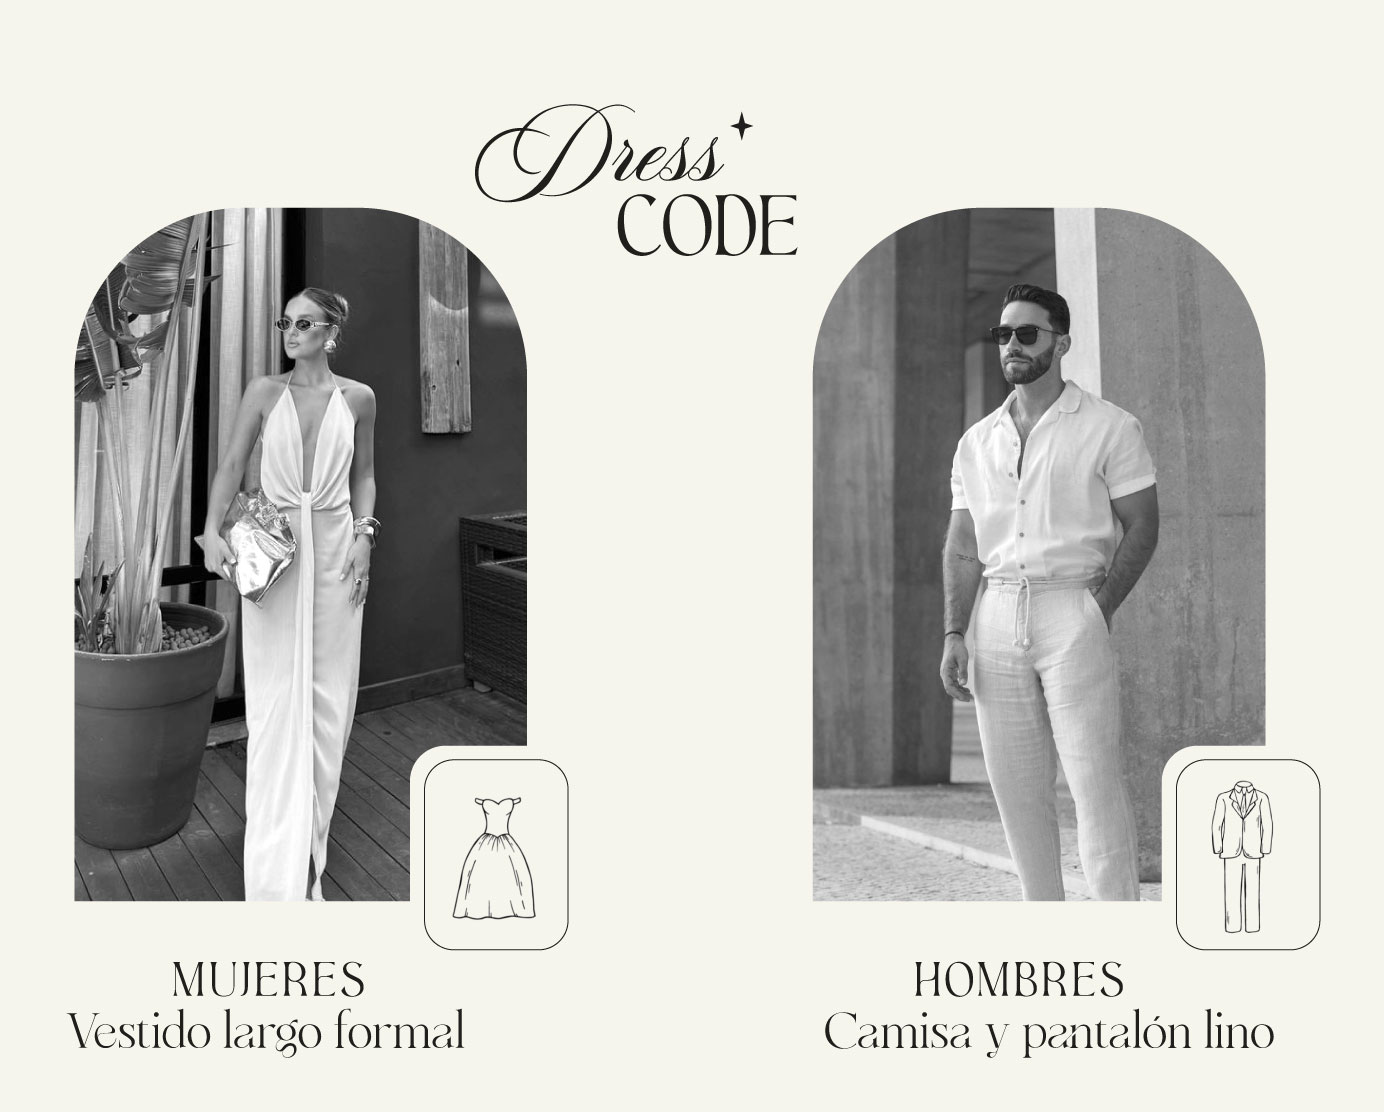 Dress
CODE
MUJERES
Vestido largo formal
HOMBRES
Camisa y pantalón lino